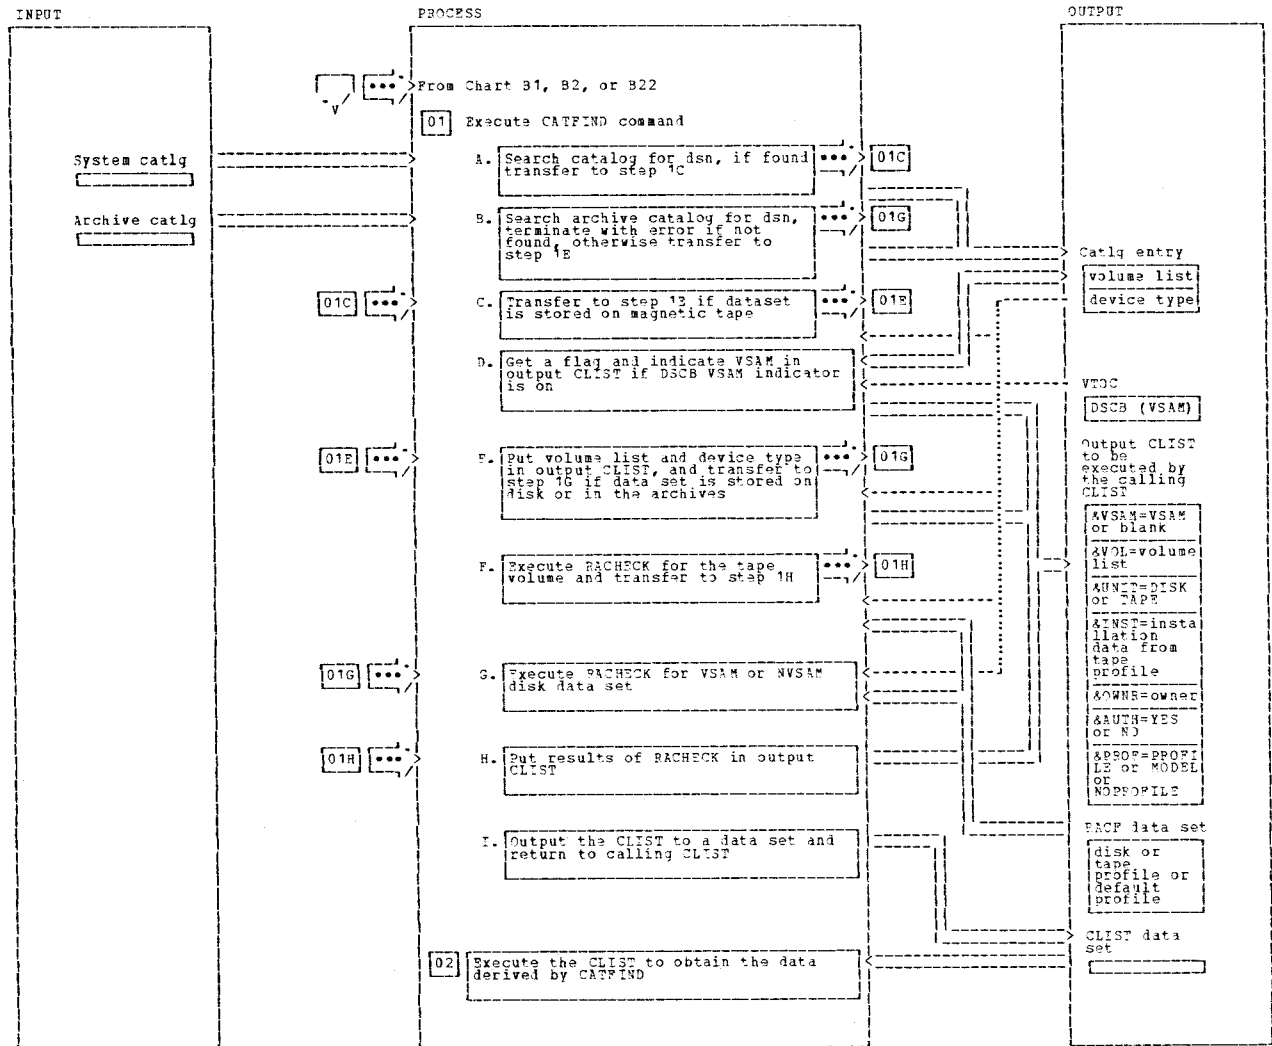 INPUT
PROCESS
OUTPUT
From Chart B1, B2, or B22
01 Execute CATFIND command
System catlg
A. Search catalog for dsn, if found
transfer to step 1C
01C
Archive catlg
B. Search archive catalog for dsn,
terminate with error if not
found, otherwise transfer to
step 1E
01G
Catlg entry
volume list
device type
01C
C. Transfer to step 13 if dataset
is stored on magnetic tape
01E
D. Get a flag and indicate VSAM in
output CLIST if DSCB VSAM indicator
is on
VTOC
DSCB (VSAM)
01E
E. Put volume list and device type
in output CLIST, and transfer to
step 1G if data set is stored on
disk or in the archives
01G
Output CLIST
to be
executed by
the calling
CLIST
&VSAM=VSAM
or blank
&VOL=volume
list
&UNIT=DISK
or TAPE
&INST=insta
llation
data from
tape
profile
&OWNR=owner
&AUTH=YES
or NO
&PROF=PROFI
LE or MODEL
or
NOPROFILE
F. Execute RACHECK for the tape
volume and transfer to step 1H
01H
01G
G. Execute RACHECK for VSAM or NVSAM
disk data set
01H
H. Put results of RACHECK in output
CLIST
RACF data set
disk or
tape
profile or
default
profile
I. Output the CLIST to a data set and
return to calling CLIST
CLIST data
set
02 Execute the CLIST to obtain the data
derived by CATFIND